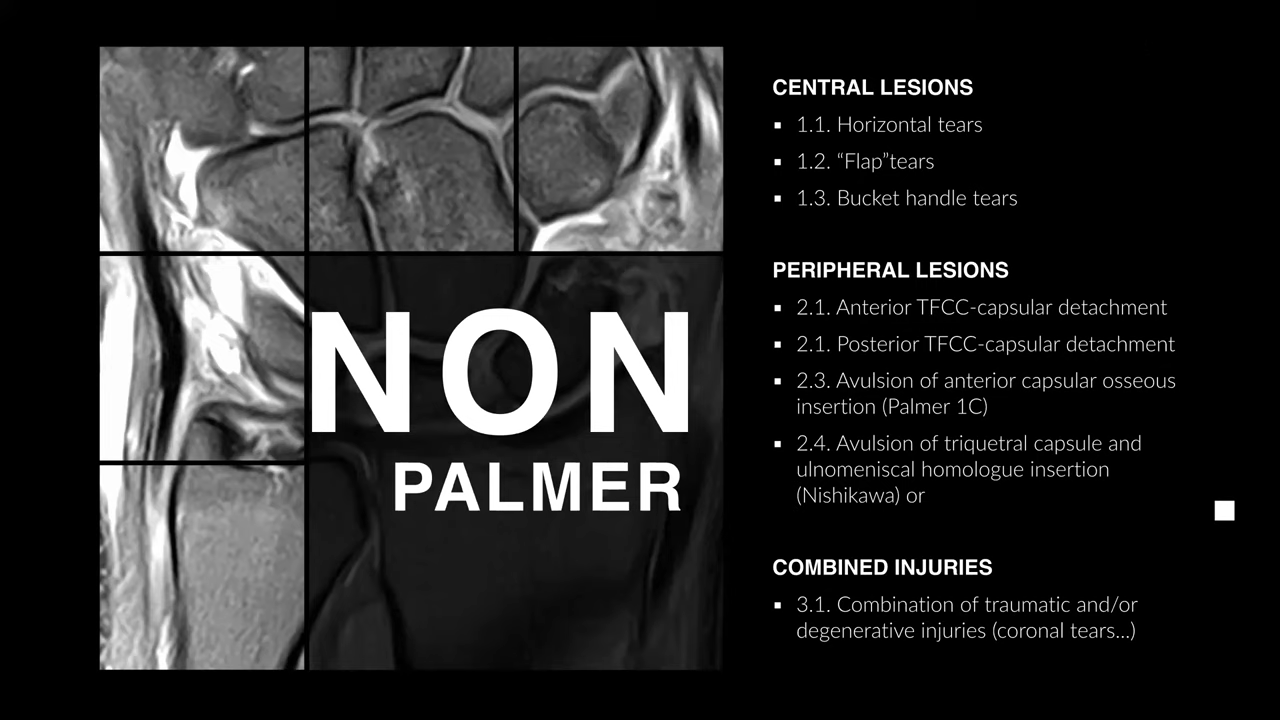 NON
PALMER
CENTRAL LESIONS
▪ 1.1. Horizontal tears
▪ 1.2. “Flap”tears
▪ 1.3. Bucket handle tears
PERIPHERAL LESIONS
▪ 2.1. Anterior TFCC-capsular detachment
▪ 2.1. Posterior TFCC-capsular detachment
▪ 2.3. Avulsion of anterior capsular osseous
insertion (Palmer 1C)
▪ 2.4. Avulsion of triquetral capsule and
ulnomeniscal homologue insertion
(Nishikawa) or
COMBINED INJURIES
▪ 3.1. Combination of traumatic and/or
degenerative injuries (coronal tears...)